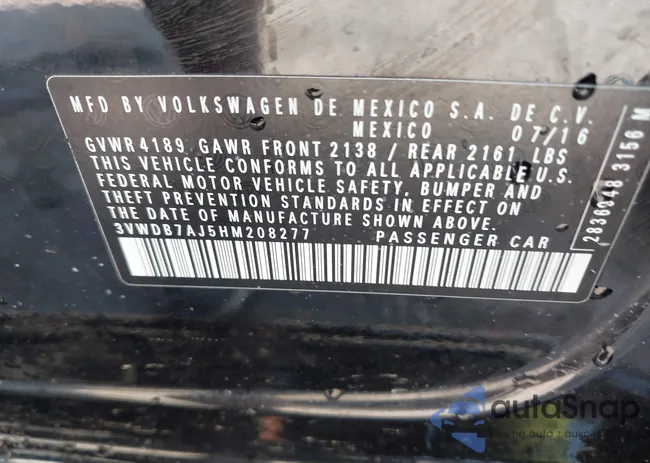 MFD BY VOLKSWAGEN DE MEXICO S.A. DE C.V.
MEXICO 07/16
GVWR 4189 GAWR FRONT 2138 / REAR 2161 LBS
THIS VEHICLE CONFORMS TO ALL APPLICABLE U.S.
FEDERAL MOTOR VEHICLE SAFETY, BUMPER AND
THEFT PREVENTION STANDARDS IN EFFECT ON
THE DATE OF MANUFACTURE SHOWN ABOVE.
3VWDB7AJ5HM208277 PASSENGER CAR
3156 M
autoSnap